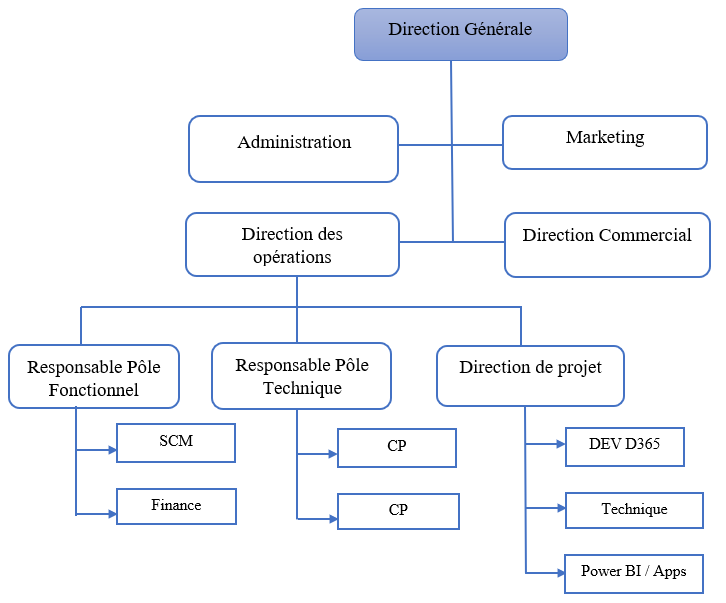 Direction Générale
Administration
Marketing
Direction des
opérations
Direction Commercial
Responsable Pôle
Fonctionnel
Responsable Pôle
Technique
Direction de projet
SCM
Finance
CP
CP
DEV D365
Technique
Power BI / Apps